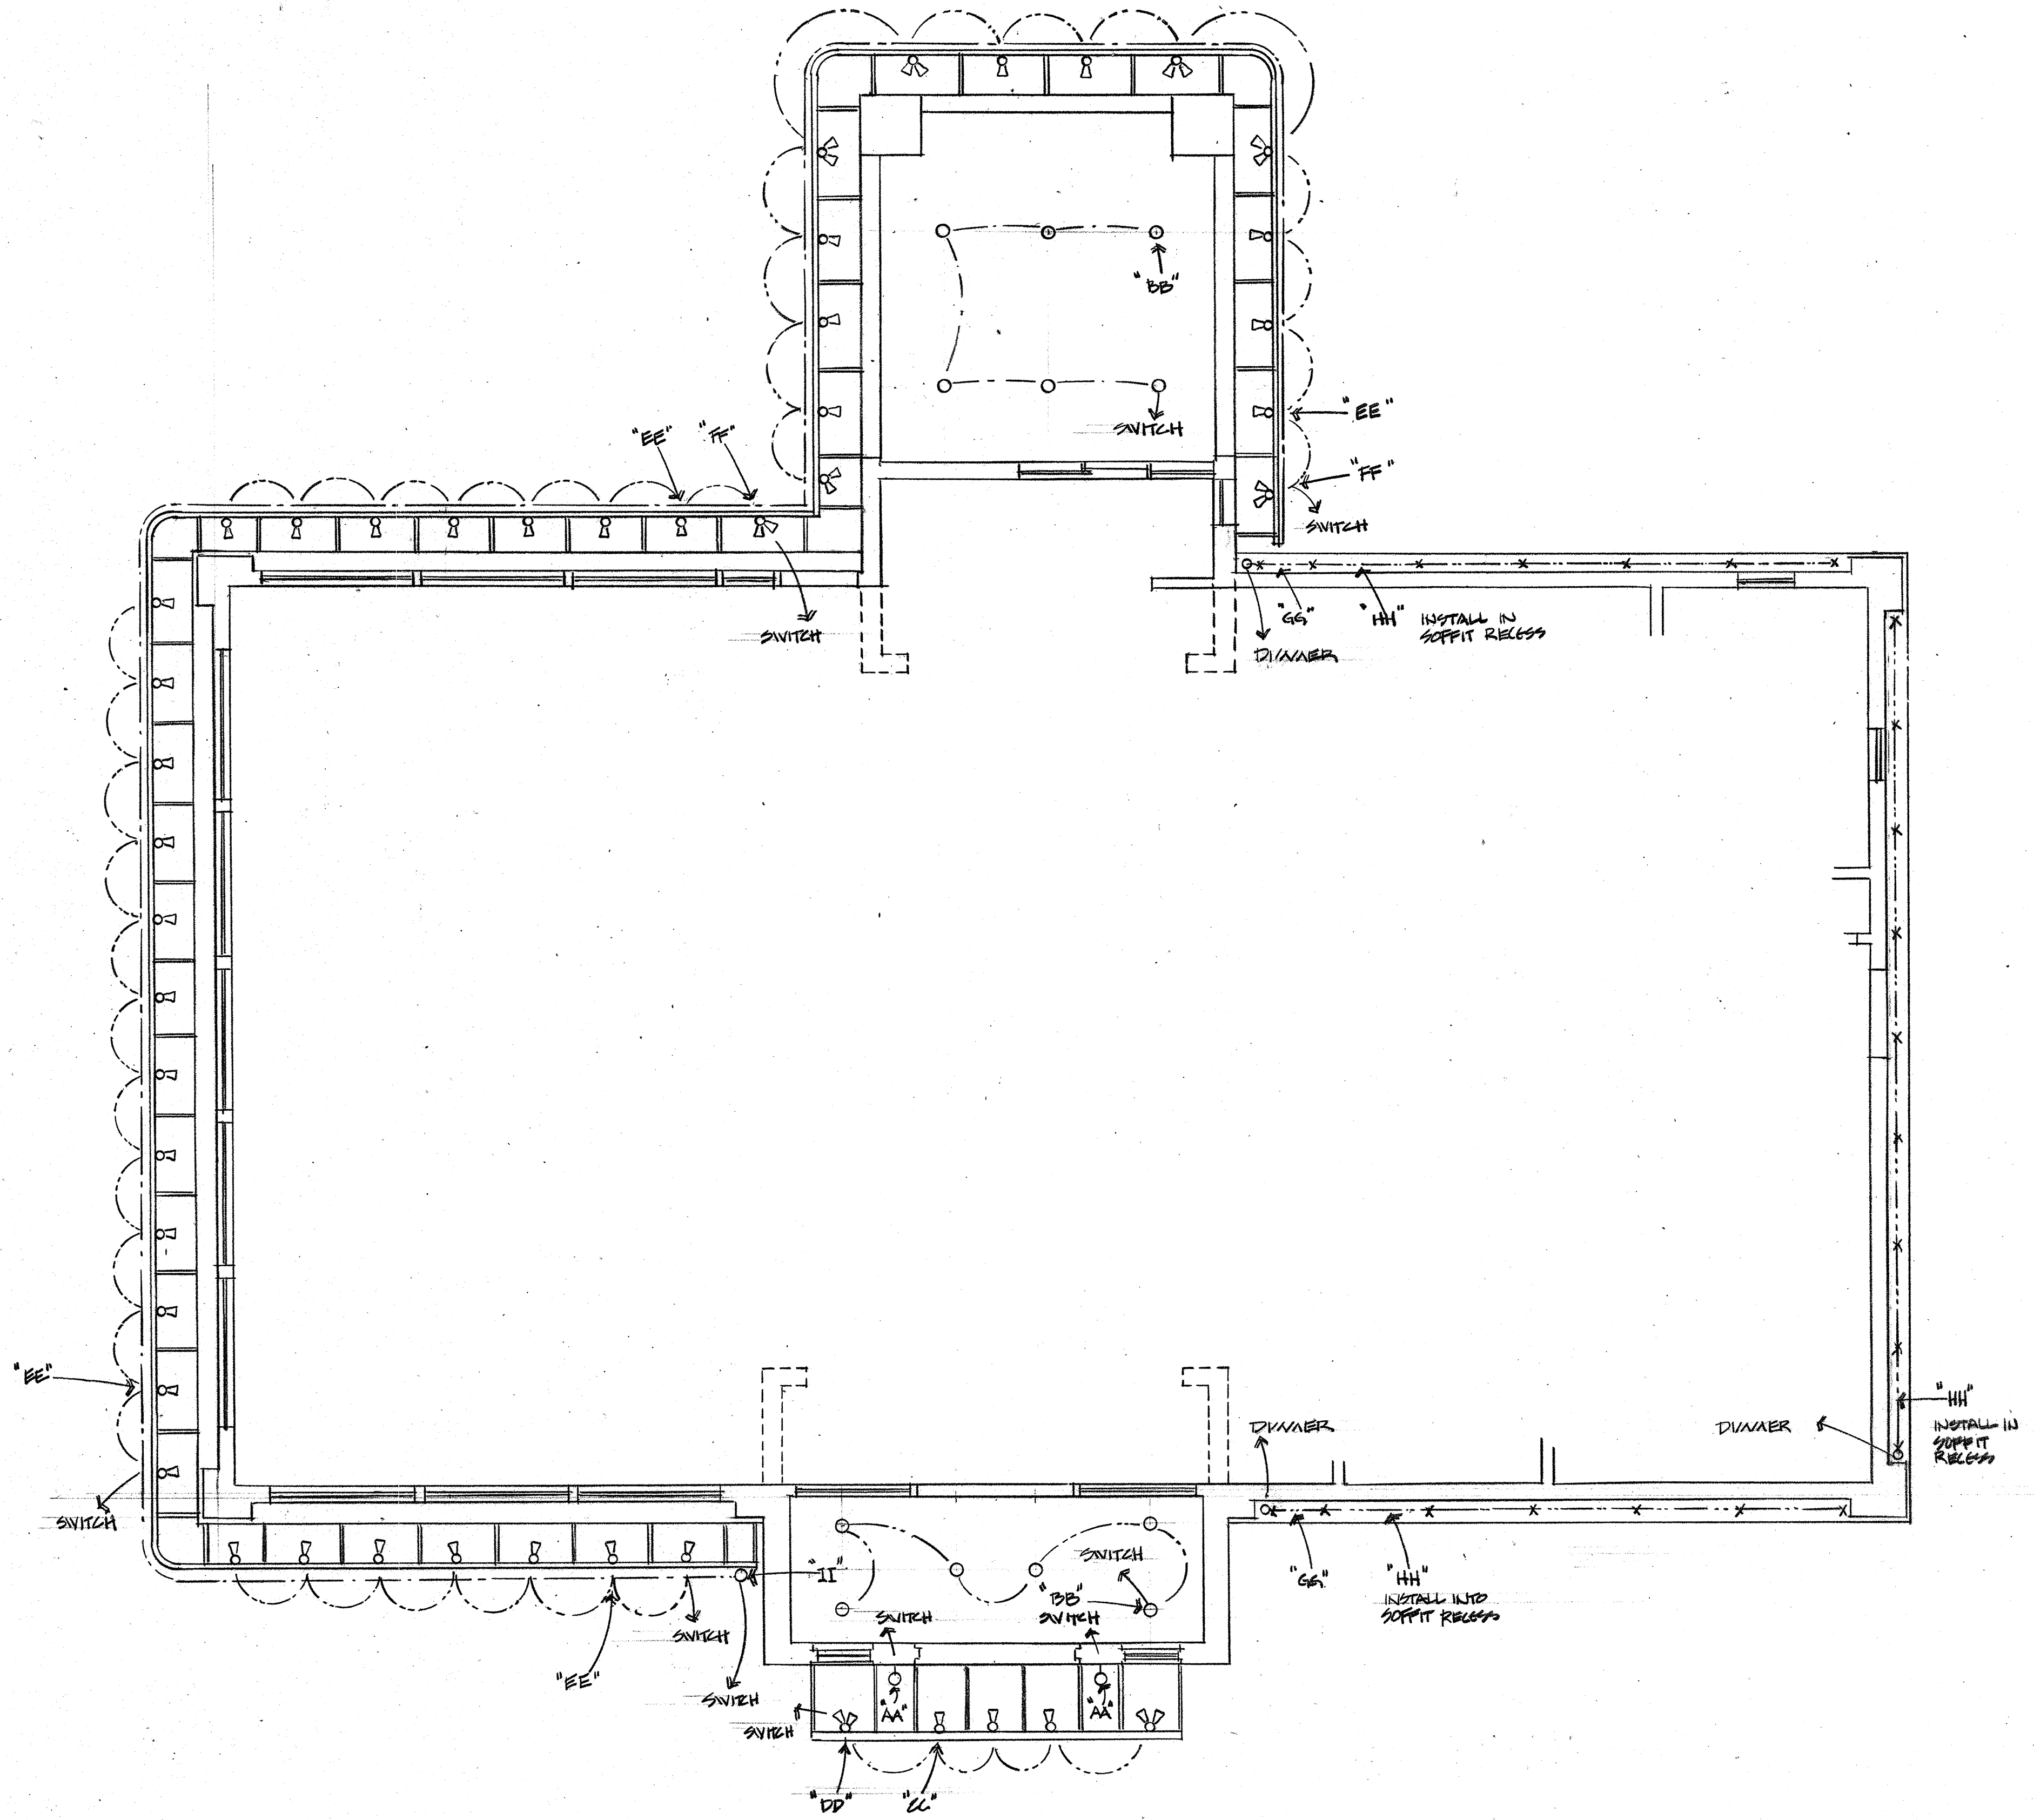 "BB"
SWITCH
"EE"
"FF"
"EE"
"FF"
SWITCH
SWITCH
"GG"
"HH"
INSTALL IN
SOFFIT RECESS
DIMMER
"EE"
SWITCH
DIMMER
DIMMER
"HH"
INSTALL IN
SOFFIT
RECESS
"II"
SWITCH
"BB"
SWITCH
SWITCH
"GG"
"HH"
INSTALL INTO
SOFFIT RECESS
SWITCH
"EE"
SWITCH
"AA"
"AA"
SWITCH
"DD"
"CC"